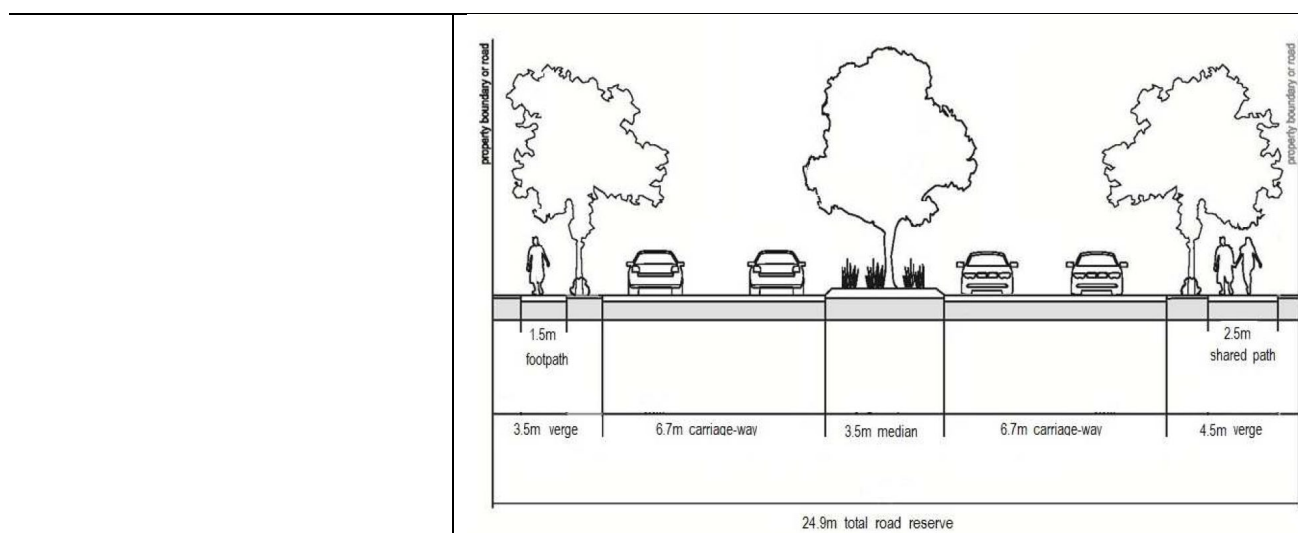 property boundary or road
property boundary or road
1.5m
footpath
2.5m
shared path
3.5m verge
6.7m carriage-way
3.5m median
6.7m carriage-way
4.5m verge
24.9m total road reserve